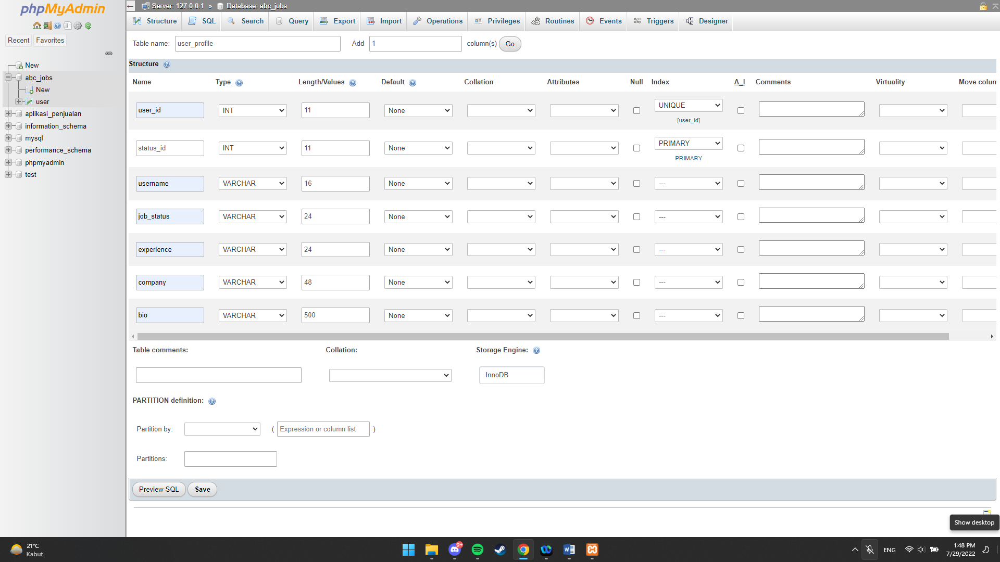 phpMyAdmin
Recent
Favorites
New
abc_jobs
New
user
aplikasi_penjualan
information_schema
mysql
performance_schema
phpmyadmin
test
Server: 127.0.0.1 » Database: abc_jobs
Structure SQL Search Query Export Import Operations Privileges Routines Events Triggers Designer
Table name: user_profile Add 1 column(s) Go
Structure
Name Type Length/Values Default Collation Attributes Null Index A_I Comments Virtuality Move colum
user_id INT 11 None UNIQUE
[user_id]
status_id INT 11 None PRIMARY
PRIMARY
username VARCHAR 16 None ---
job_status VARCHAR 24 None ---
experience VARCHAR 24 None ---
company VARCHAR 48 None ---
bio VARCHAR 500 None ---
Table comments: Collation: Storage Engine:
InnoDB
PARTITION definition:
Partition by: ( Expression or column list )
Partitions:
Preview SQL Save
Show desktop
21°C
Kabut
9+
ENG
1:48 PM
7/29/2022